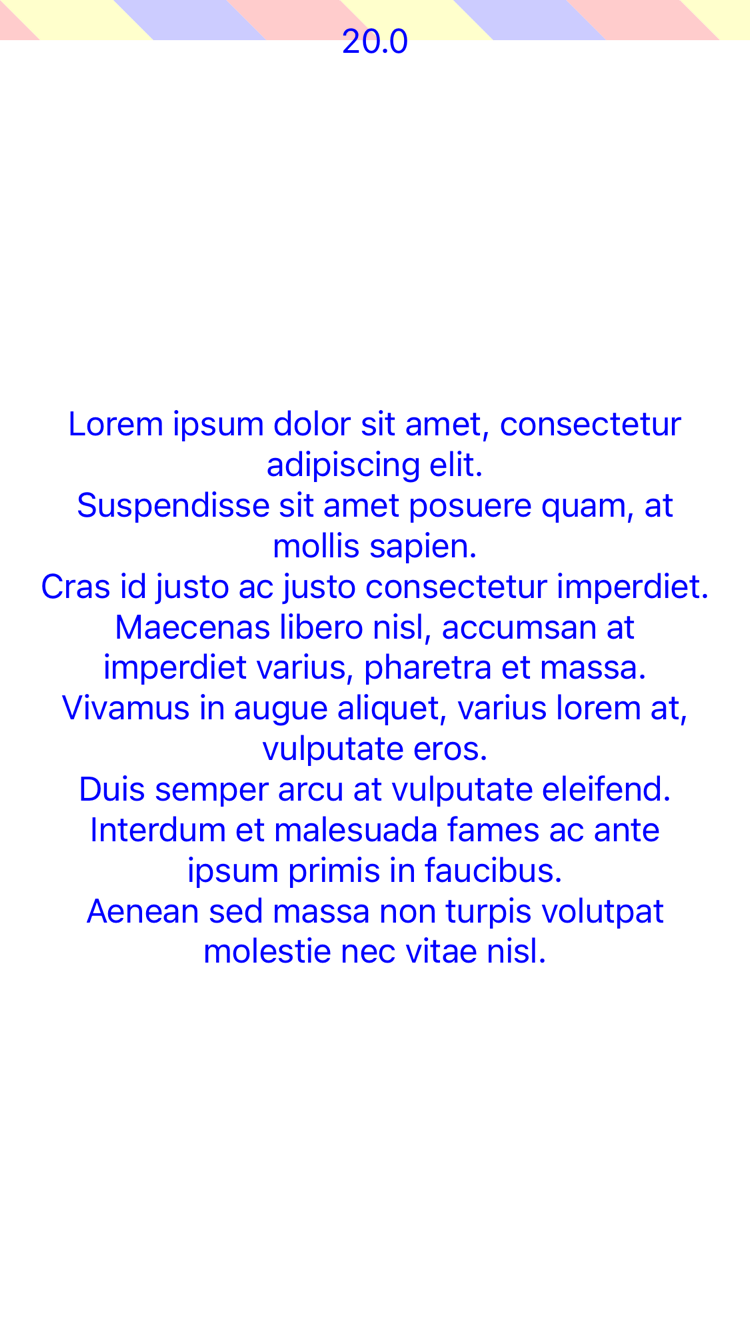 20.0
Lorem ipsum dolor sit amet, consectetur
adipiscing elit.
Suspendisse sit amet posuere quam, at
mollis sapien.
Cras id justo ac justo consectetur imperdiet.
Maecenas libero nisl, accumsan at
imperdiet varius, pharetra et massa.
Vivamus in augue aliquet, varius lorem at,
vulputate eros.
Duis semper arcu at vulputate eleifend.
Interdum et malesuada fames ac ante
ipsum primis in faucibus.
Aenean sed massa non turpis volutpat
molestie nec vitae nisl.